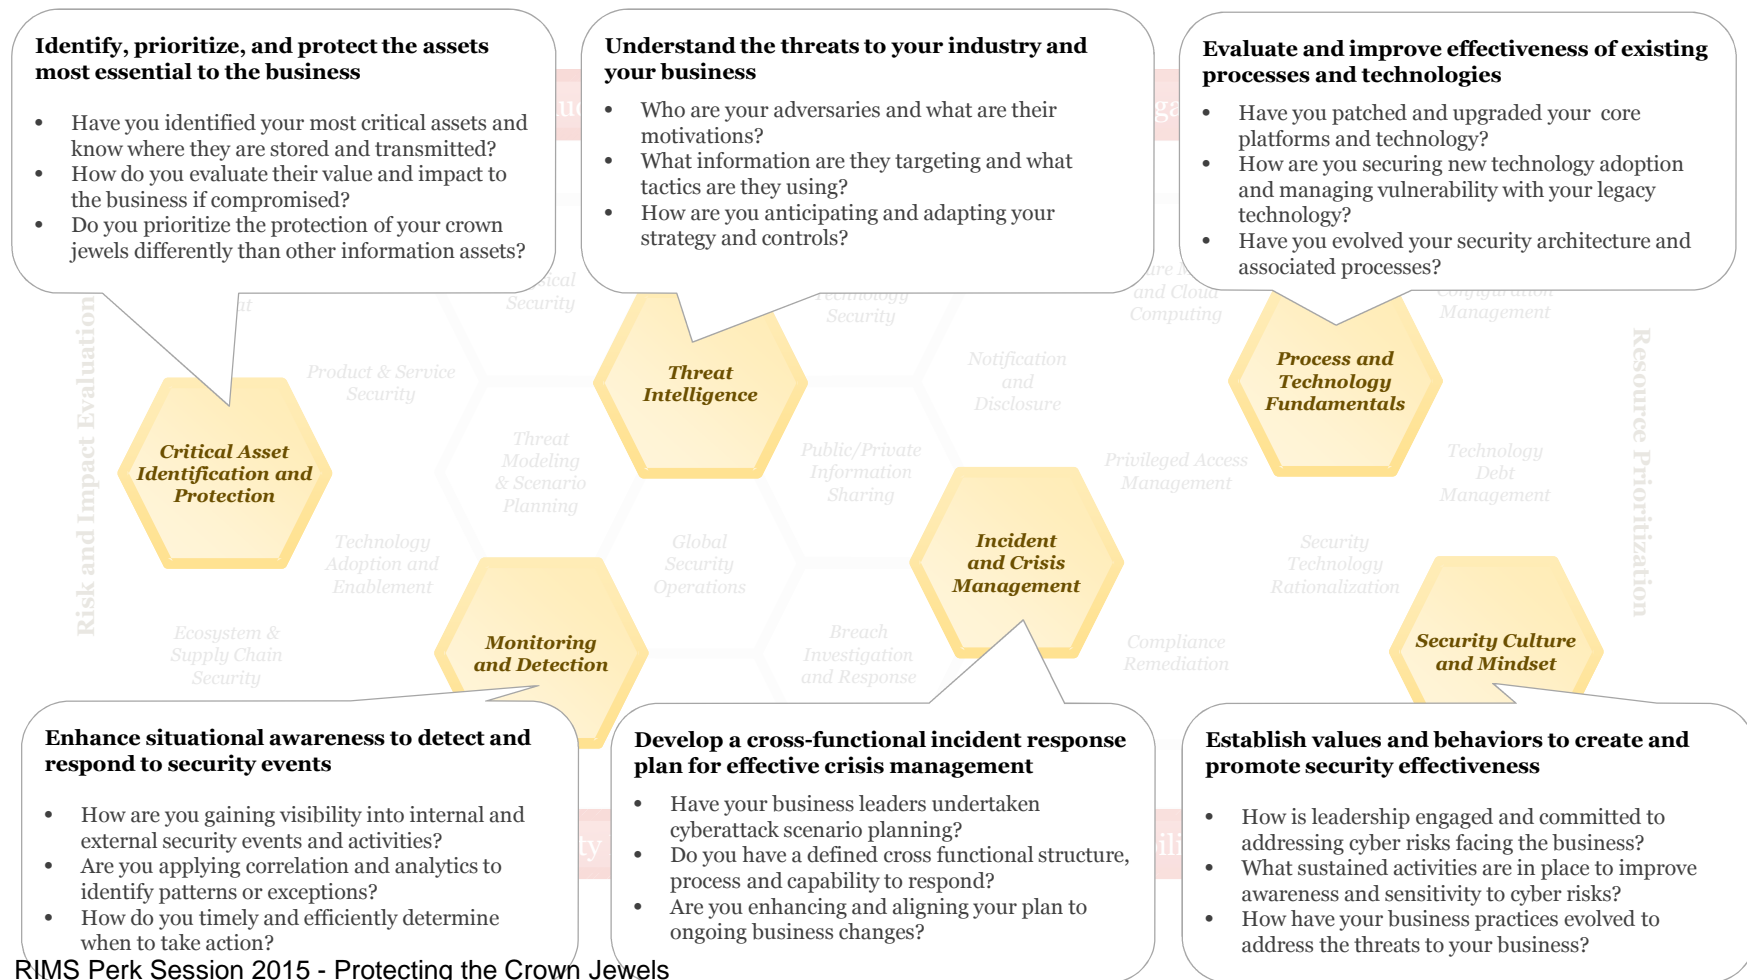 Identify, prioritize, and protect the assets
most essential to the business
• Have you identified your most critical assets and
know where they are stored and transmitted?
• How do you evaluate their value and impact to
the business if compromised?
• Do you prioritize the protection of your crown
jewels differently than other information assets?
Understand the threats to your industry and
your business
• Who are your adversaries and what are their
motivations?
• What information are they targeting and what
tactics are they using?
• How are you anticipating and adapting your
strategy and controls?
Evaluate and improve effectiveness of existing
processes and technologies
• Have you patched and upgraded your core
platforms and technology?
• How are you securing new technology adoption
and managing vulnerability with your legacy
technology?
• Have you evolved your security architecture and
associated processes?
Risk and Impact Evaluation
Resource Prioritization
Security
Technology
Security
and Cloud
Computing
Configuration
Management
Product & Service
Security
Threat
Intelligence
Notification
and
Disclosure
Process and
Technology
Fundamentals
Critical Asset
Identification and
Protection
Threat
Modeling
& Scenario
Planning
Public/Private
Information
Sharing
Privileged Access
Management
Technology
Debt
Management
Technology
Adoption and
Enablement
Global
Security
Operations
Incident
and Crisis
Management
Security
Technology
Rationalization
Ecosystem &
Supply Chain
Security
Monitoring
and Detection
Breach
Investigation
and Response
Compliance
Remediation
Security Culture
and Mindset
Enhance situational awareness to detect and
respond to security events
• How are you gaining visibility into internal and
external security events and activities?
• Are you applying correlation and analytics to
identify patterns or exceptions?
• How do you timely and efficiently determine
when to take action?
Develop a cross-functional incident response
plan for effective crisis management
• Have your business leaders undertaken
cyberattack scenario planning?
• Do you have a defined cross functional structure,
process and capability to respond?
• Are you enhancing and aligning your plan to
ongoing business changes?
Establish values and behaviors to create and
promote security effectiveness
• How is leadership engaged and committed to
addressing cyber risks facing the business?
• What sustained activities are in place to improve
awareness and sensitivity to cyber risks?
• How have your business practices evolved to
address the threats to your business?
RIMS Perk Session 2015 - Protecting the Crown Jewels